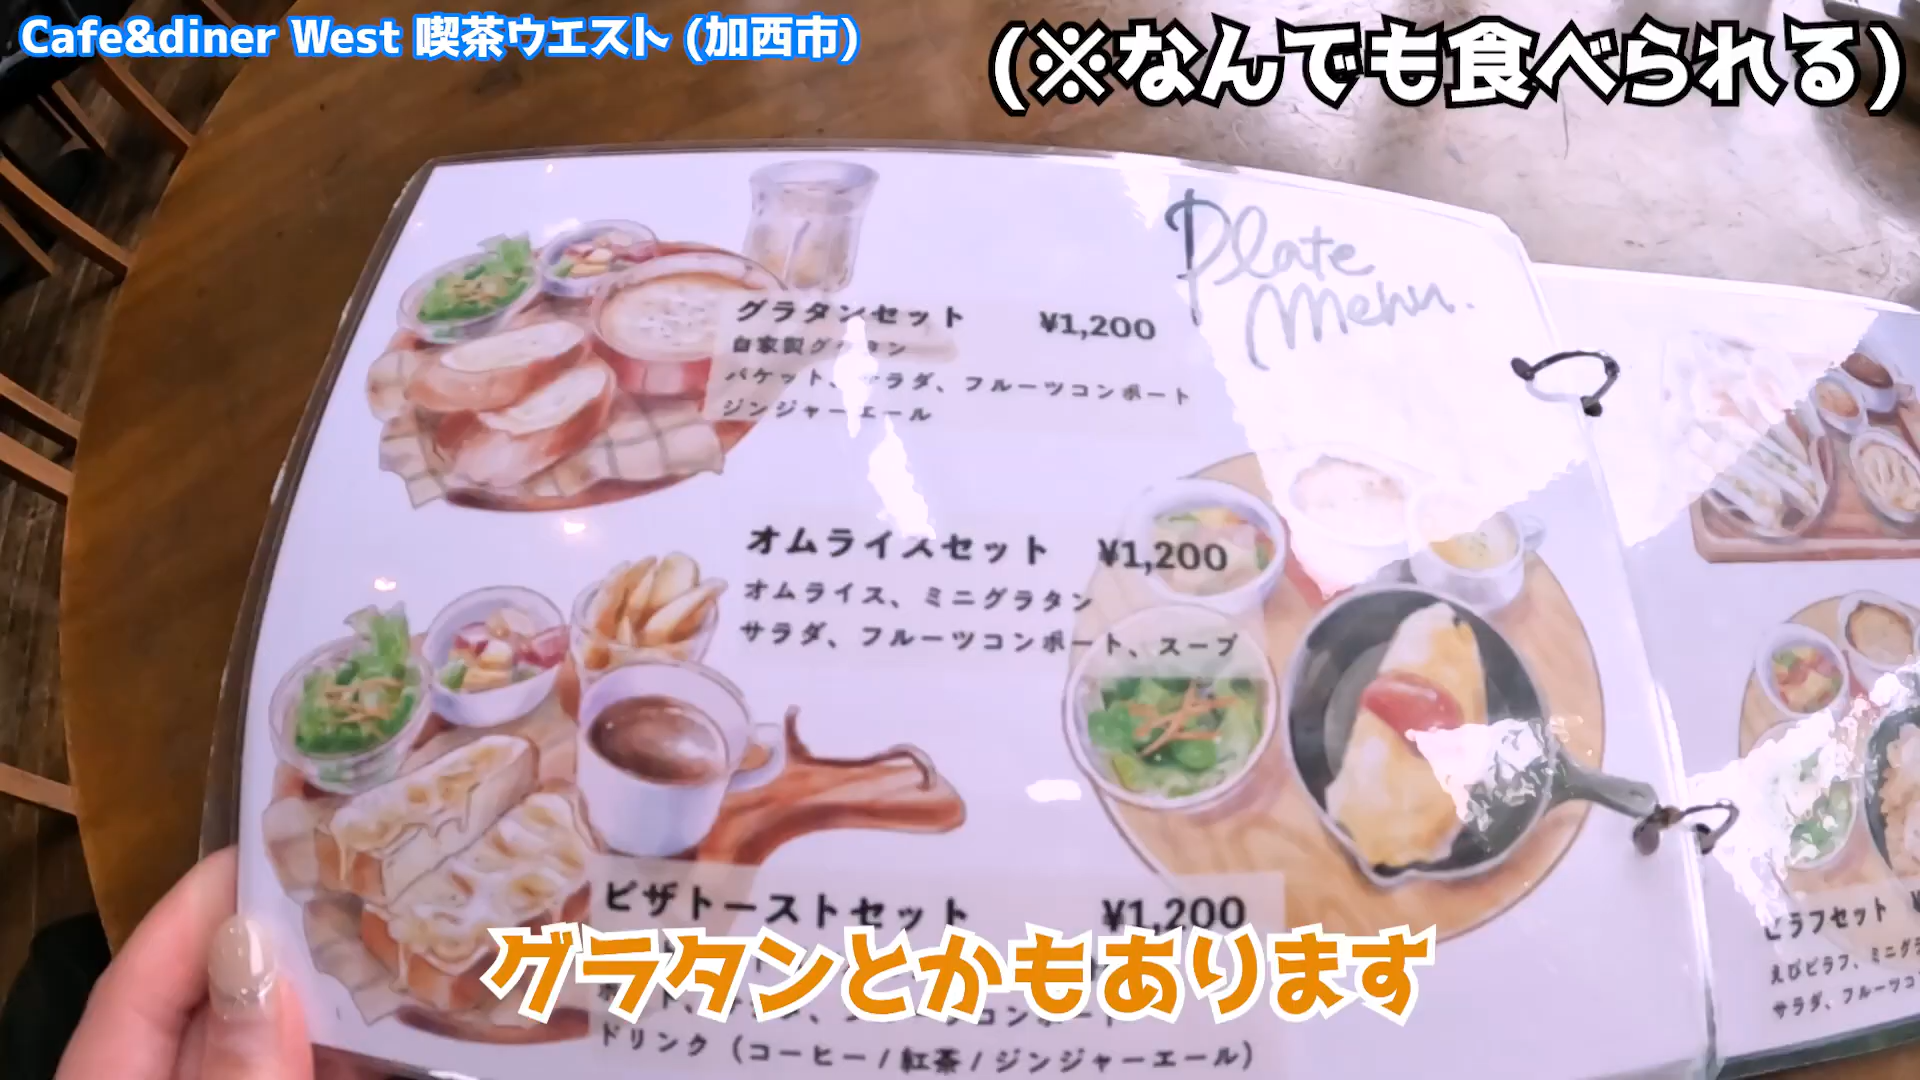 Cafe&diner West 喫茶ウエスト (加西市)
(※なんでも食べられる)
Plate
Menu.
グラタンセット ¥1,200
自家製グラタン
バケット、サラダ、フルーツコンポート
ジンジャーエール
オムライスセット ¥1,200
オムライス、ミニグラタン
サラダ、フルーツコンポート、スープ
ピザトーストセット ¥1,200
グラタンとかもあります
ドリンク (コーヒー / 紅茶 / ジンジャーエール)
ピラフセット
えびピラフ、ミニグラ
サラダ、フルーツコ